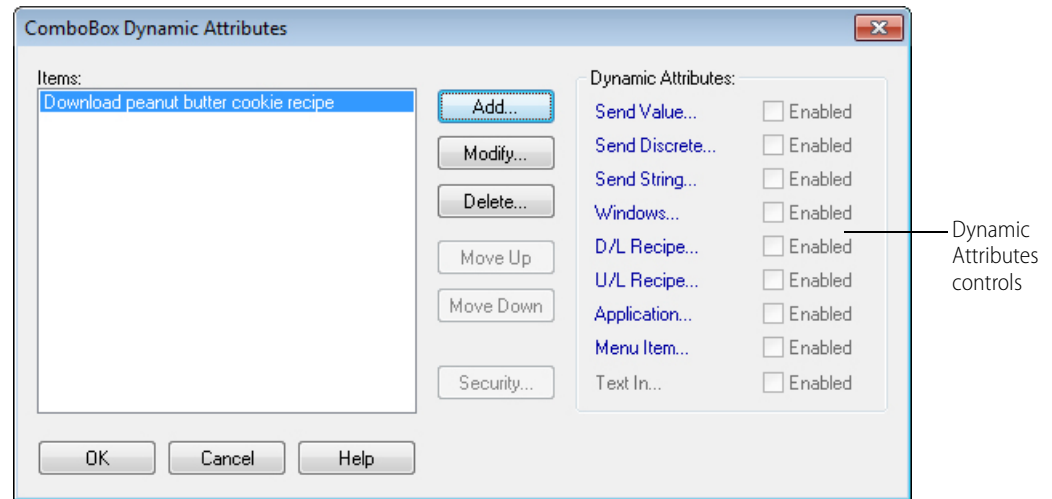 ComboBox Dynamic Attributes
Items:
Download peanut butter cookie recipe
Add...
Modify...
Delete...
Move Up
Move Down
Security...
Dynamic Attributes:
Send Value... Enabled
Send Discrete... Enabled
Send String... Enabled
Windows... Enabled
D/L Recipe... Enabled
U/L Recipe... Enabled
Application... Enabled
Menu Item... Enabled
Text In... Enabled
Dynamic
Attributes
controls
OK Cancel Help